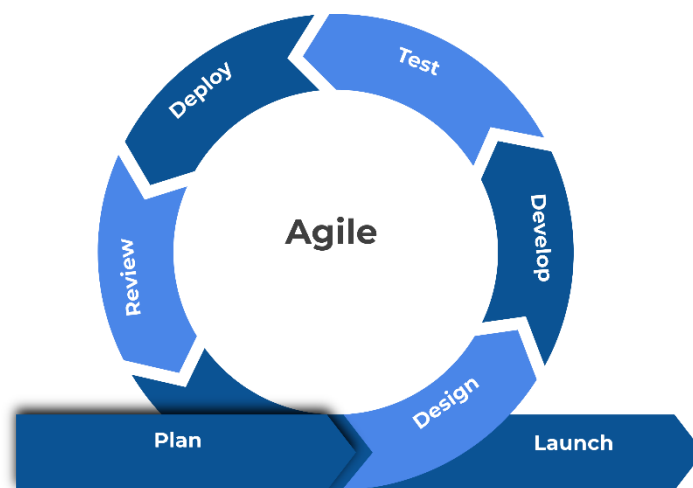 Test
Deploy
Agile
Develop
Review
Design
Plan
Launch